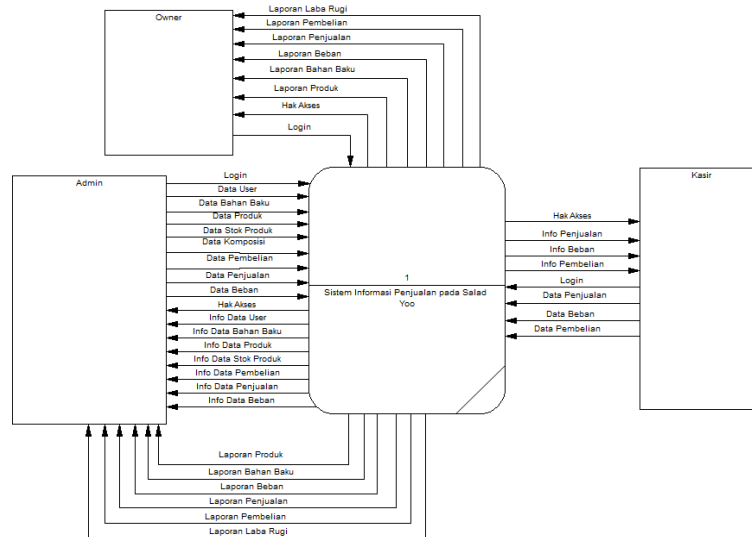 Owner
Laporan Laba Rugi
Laporan Pembelian
Laporan Penjualan
Laporan Beban
Laporan Bahan Baku
Laporan Produk
Hak Akses
Login
Admin
Login
Data User
Data Bahan Baku
Data Produk
Data Stok Produk
Data Komposisi
Data Pembelian
Data Penjualan
Data Beban
Hak Akses
Info Data User
Info Data Bahan Baku
Info Data Produk
Info Data Stok Produk
Info Data Pembelian
Info Data Penjualan
Info Data Beban
1
Sistem Informasi Penjualan pada Salad
Yoo
Kasir
Hak Akses
Info Penjualan
Info Beban
Info Pembelian
Login
Data Penjualan
Data Beban
Data Pembelian
Laporan Produk
Laporan Bahan Baku
Laporan Beban
Laporan Penjualan
Laporan Pembelian
Laporan Laba Rugi